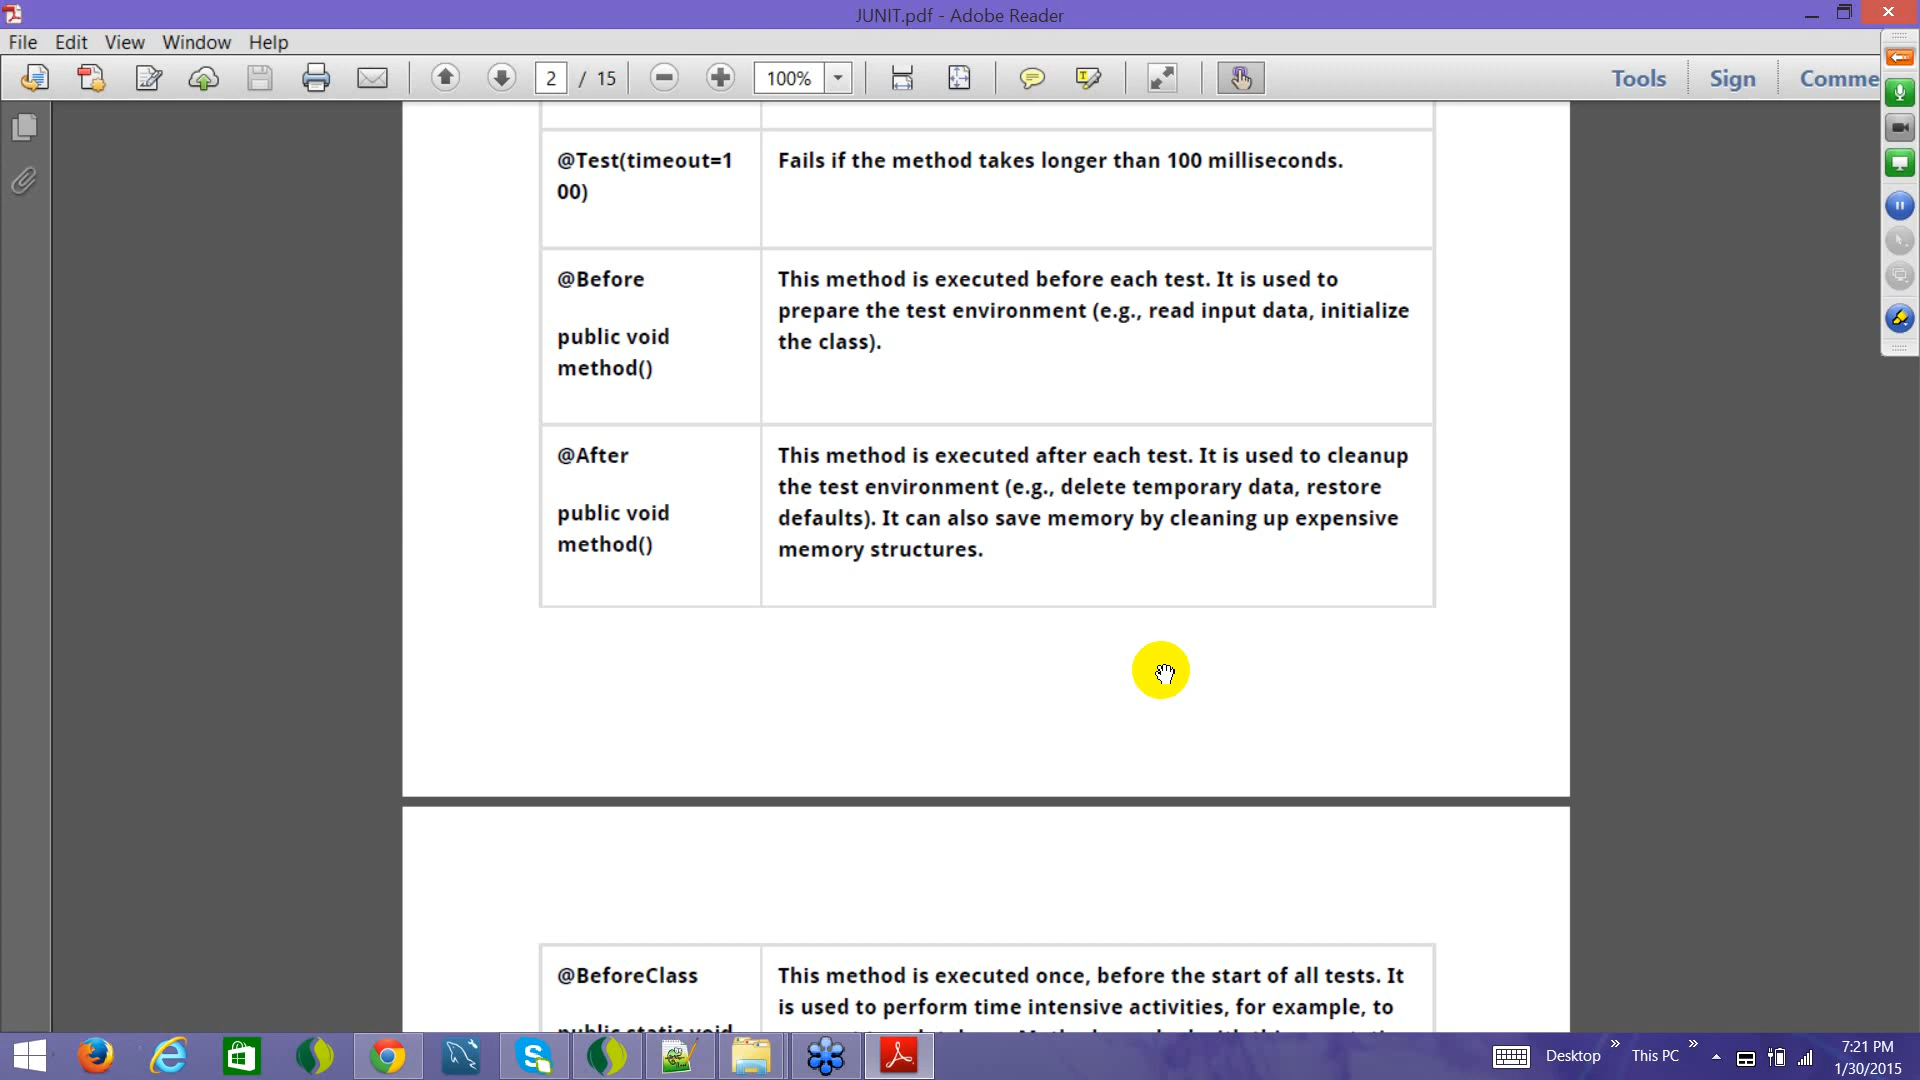 JUNIT.pdf - Adobe Reader
File Edit View Window Help
2 / 15 100% Tools Sign Comme
@Test(timeout=1
00)
Fails if the method takes longer than 100 milliseconds.
@Before
public void
method()
This method is executed before each test. It is used to
prepare the test environment (e.g., read input data, initialize
the class).
@After
public void
method()
This method is executed after each test. It is used to cleanup
the test environment (e.g., delete temporary data, restore
defaults). It can also save memory by cleaning up expensive
memory structures.
@BeforeClass
public static void
This method is executed once, before the start of all tests. It
is used to perform time intensive activities, for example, to
Desktop » This PC »
7:21 PM
1/30/2015